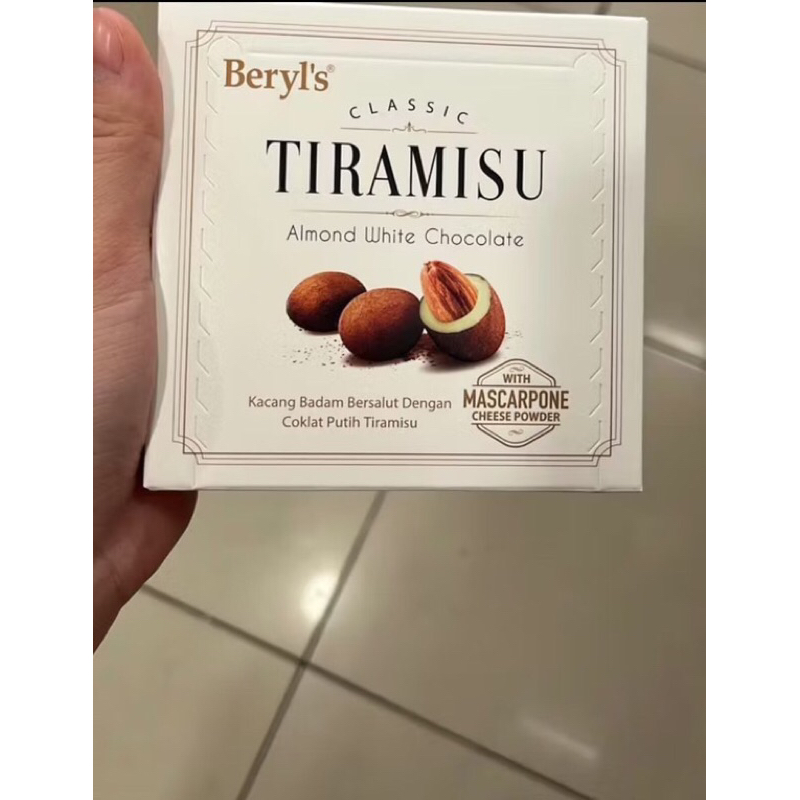 Beryl's®
CLASSIC
TIRAMISU
Almond White Chocolate
WITH
MASCARPONE
CHEESE POWDER
Kacang Badam Bersalut Dengan
Coklat Putih Tiramisu